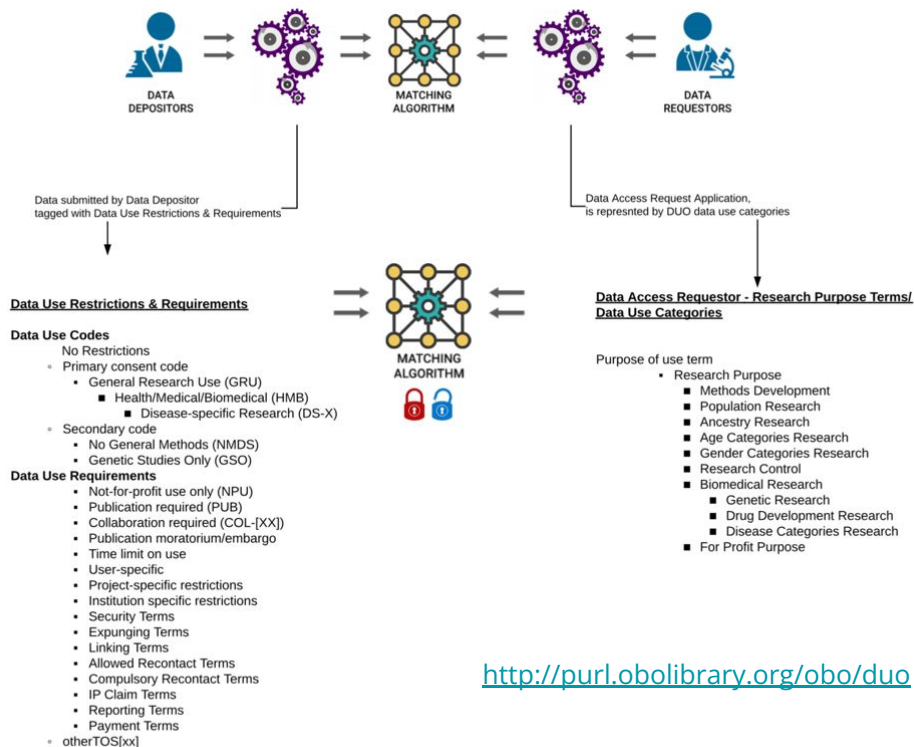 DATA
DEPOSITORS
MATCHING
ALGORITHM
DATA
REQUESTORS
Data submitted by Data Depositor
tagged with Data Use Restrictions & Requirements
Data Access Request Application,
is represnted by DUO data use categories
Data Use Restrictions & Requirements
Data Use Codes
No Restrictions
Primary consent code
General Research Use (GRU)
Health/Medical/Biomedical (HMB)
Disease-specific Research (DS-X)
Secondary code
No General Methods (NMDS)
Genetic Studies Only (GSO)
Data Use Requirements
Not-for-profit use only (NPU)
Publication required (PUB)
Collaboration required (COL-[XX])
Publication moratorium/embargo
Time limit on use
User-specific
Project-specific restrictions
Institution specific restrictions
Security Terms
Expunging Terms
Linking Terms
Allowed Recontact Terms
Compulsory Recontact Terms
IP Claim Terms
Reporting Terms
Payment Terms
otherTOS[xx]
MATCHING
ALGORITHM
Data Access Requestor - Research Purpose Terms/
Data Use Categories
Purpose of use term
Research Purpose
Methods Development
Population Research
Ancestry Research
Age Categories Research
Gender Categories Research
Research Control
Biomedical Research
Genetic Research
Drug Development Research
Disease Categories Research
For Profit Purpose
http://purl.obolibrary.org/obo/duo